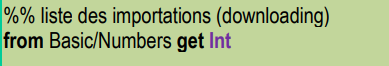 %% liste des importations (downloading)
from Basic/Numbers get Int